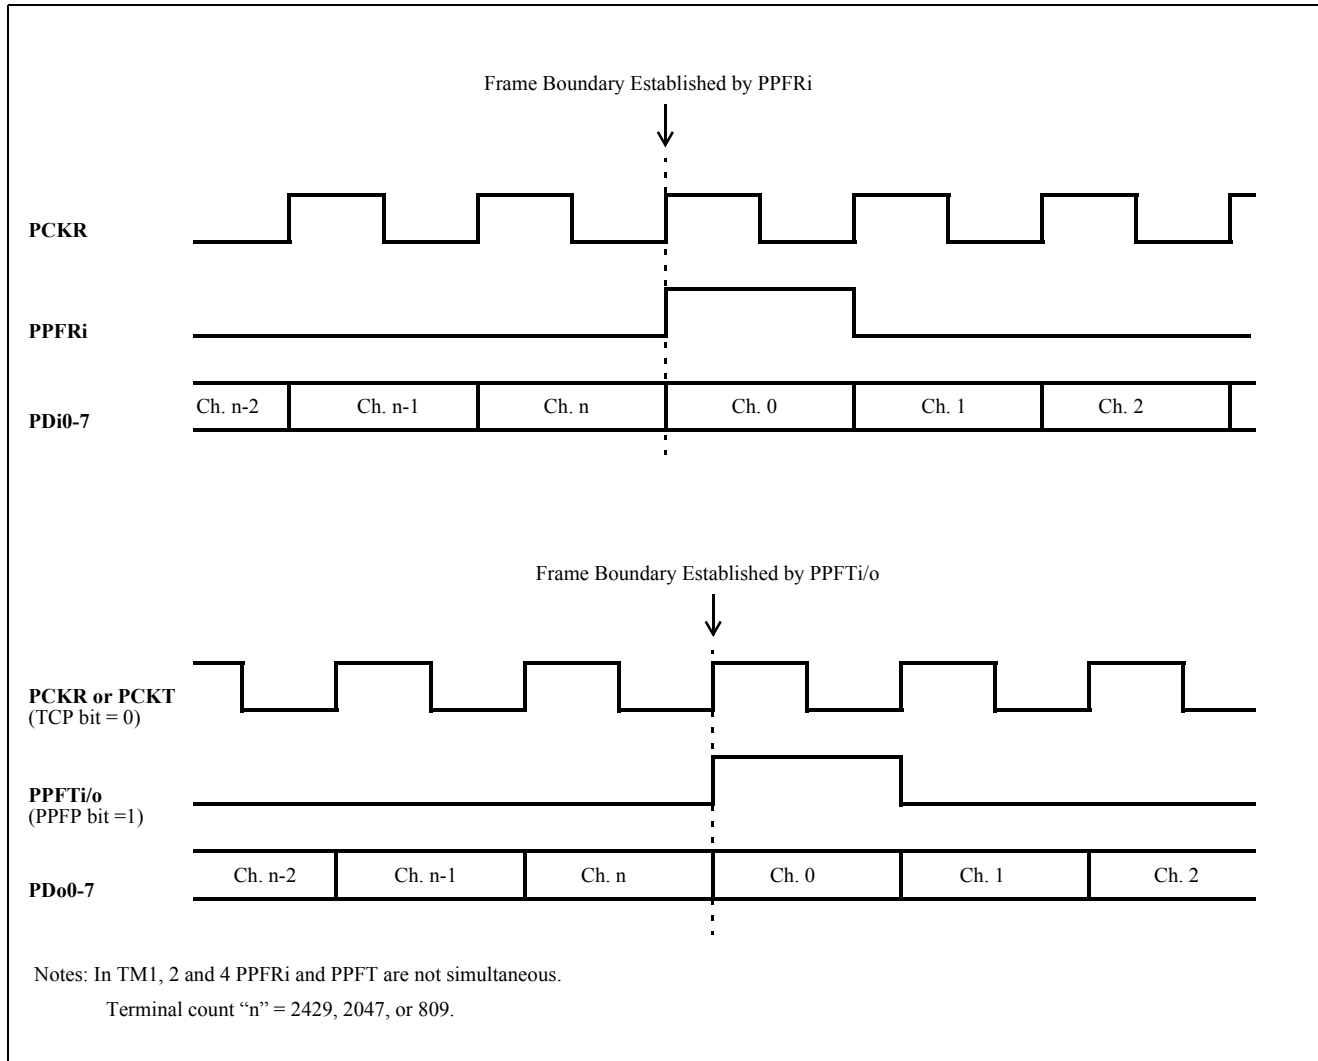 Frame Boundary Established by PPFRi
PCKR
PPFRi
PDi0-7
Ch. n-2 Ch. n-1 Ch. n Ch. 0 Ch. 1 Ch. 2
Frame Boundary Established by PPFTi/o
PCKR or PCKT
(TCP bit = 0)
PPFTi/o
(PPFP bit =1)
PDo0-7
Ch. n-2 Ch. n-1 Ch. n Ch. 0 Ch. 1 Ch. 2
Notes: In TM1, 2 and 4 PPFRi and PPFT are not simultaneous.
Terminal count “n” = 2429, 2047, or 809.